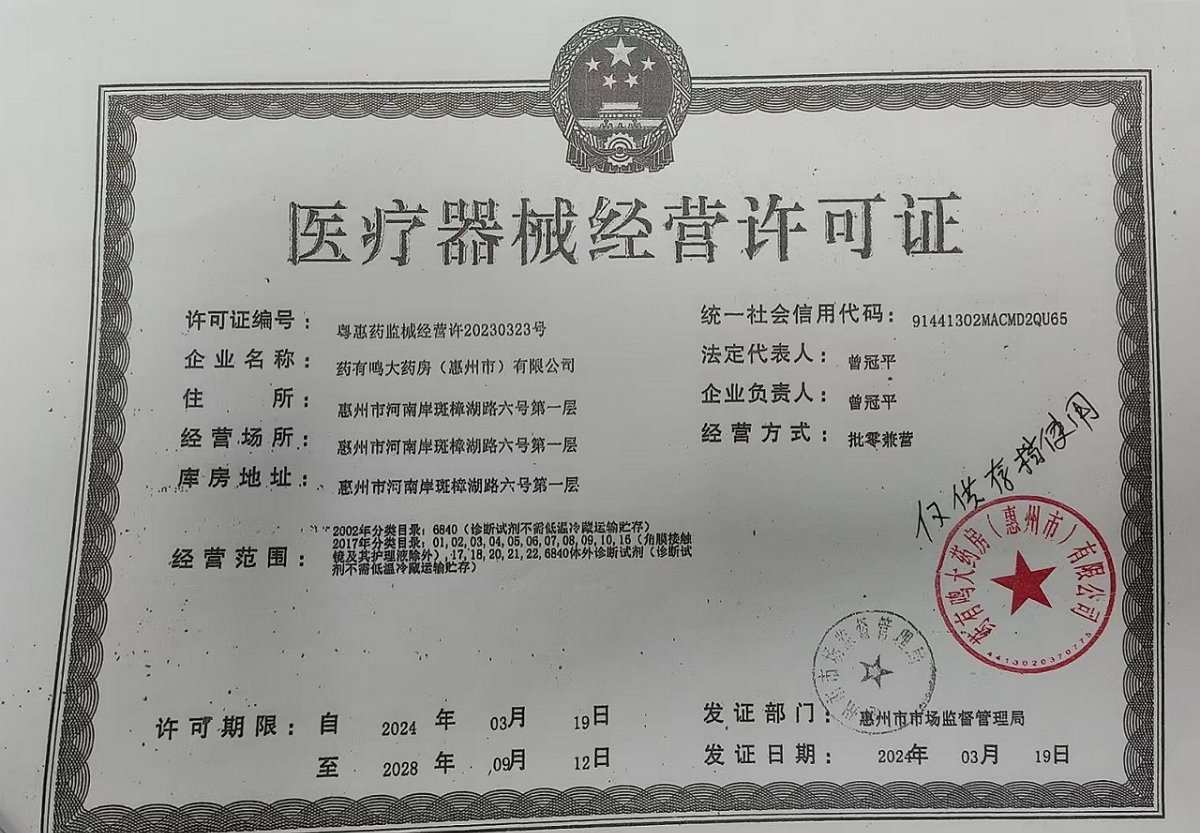 医疗器械经营许可证
许可证编号：粤惠药监械经营许20230323号
统一社会信用代码：91441302MACMD2QU65
企业名称：药有鸣大药房（惠州市）有限公司
法定代表人：曾冠平
住所：惠州市河南岸斑樟湖路六号第一层
企业负责人：曾冠平
经营场所：惠州市河南岸斑樟湖路六号第一层
经营方式：批零兼营
库房地址：惠州市河南岸斑樟湖路六号第一层
经营范围：
2002年分类目录：6840（诊断试剂不需低温冷藏运输贮存）
2017年分类目录：01,02,03,04,05,06,07,08,09,10,16（角膜接触
镜及其护理液除外）,17,18,20,21,22,6840体外诊断试剂（诊断试
剂不需低温冷藏运输贮存）
仅供存档使用
药有鸣大药房（惠州市）有限公司
4413020370775
惠州市市场监督管理局
许可期限：自 2024 年 03月 19日
至 2028 年 09月 12日
发证部门：惠州市市场监督管理局
发证日期：2024年 03月 19日